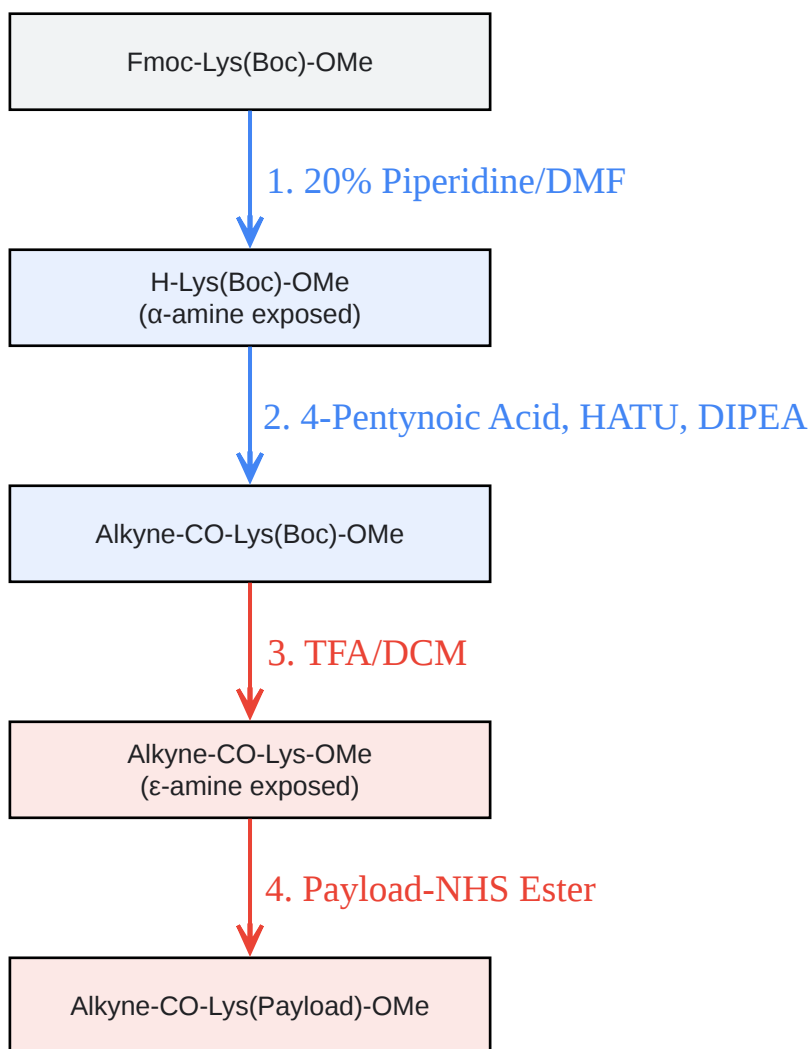 Fmoc-Lys(Boc)-OMe
1. 20% Piperidine/DMF
H-Lys(Boc)-OMe
(α-amine exposed)
2. 4-Pentynoic Acid, HATU, DIPEA
Alkyne-CO-Lys(Boc)-OMe
3. TFA/DCM
Alkyne-CO-Lys-OMe
(ε-amine exposed)
4. Payload-NHS Ester
Alkyne-CO-Lys(Payload)-OMe